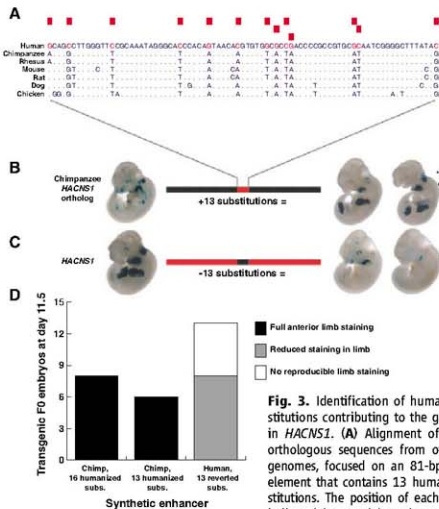 A
Human GCAGCCTTGGGTTCCGCAAATAGGGCACCCACAGTAACACGTGTGGCGCCGACCCCGCCGTGCGCAATCGGGGCTTTATAC
Chimpanzee
Rhesus
Mouse
Rat
Dog
Chicken
B
Chimpanzee
HACNS1
ortholog
+13 substitutions =
C
HACNS1
-13 substitutions =
D
Transgenic F0 embryos at day 11.5
15
12
9
6
3
0
Full anterior limb staining
Reduced staining in limb
No reproducible limb staining
Chimp,
16 humanized
subs.
Chimp,
13 humanized
subs.
Human,
13 reverted
subs.
Synthetic enhancer
Fig. 3. Identification of huma
stitutions contributing to the g
in HACNS1. (A) Alignment of
orthologous sequences from o
genomes, focused on an 81-bp
element that contains 13 huma
stitutions. The position of each